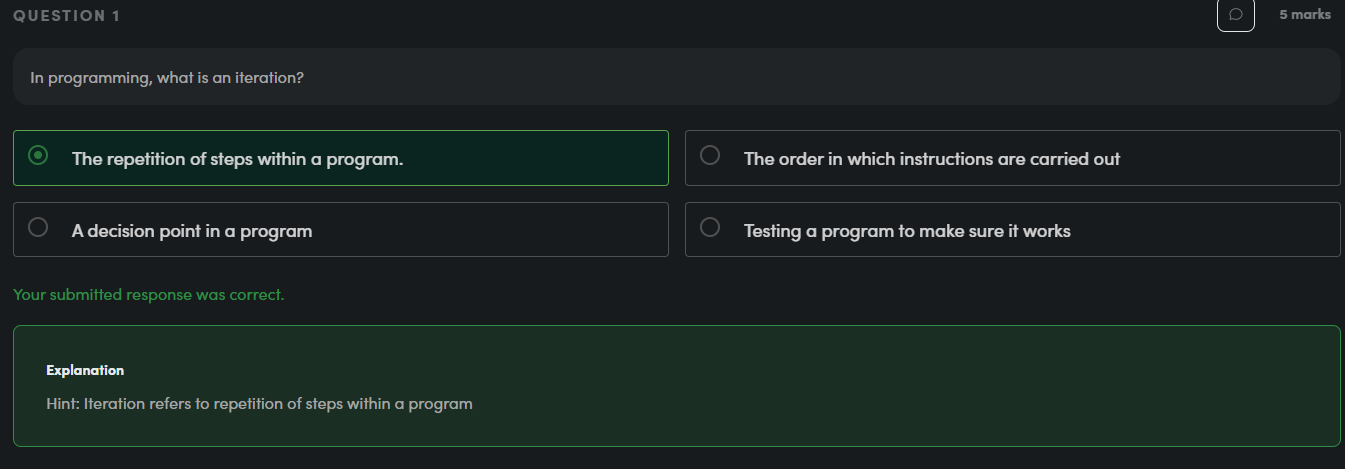 QUESTION 1
5 marks
In programming, what is an iteration?
The repetition of steps within a program.
The order in which instructions are carried out
A decision point in a program
Testing a program to make sure it works
Your submitted response was correct.
Explanation
Hint: Iteration refers to repetition of steps within a program